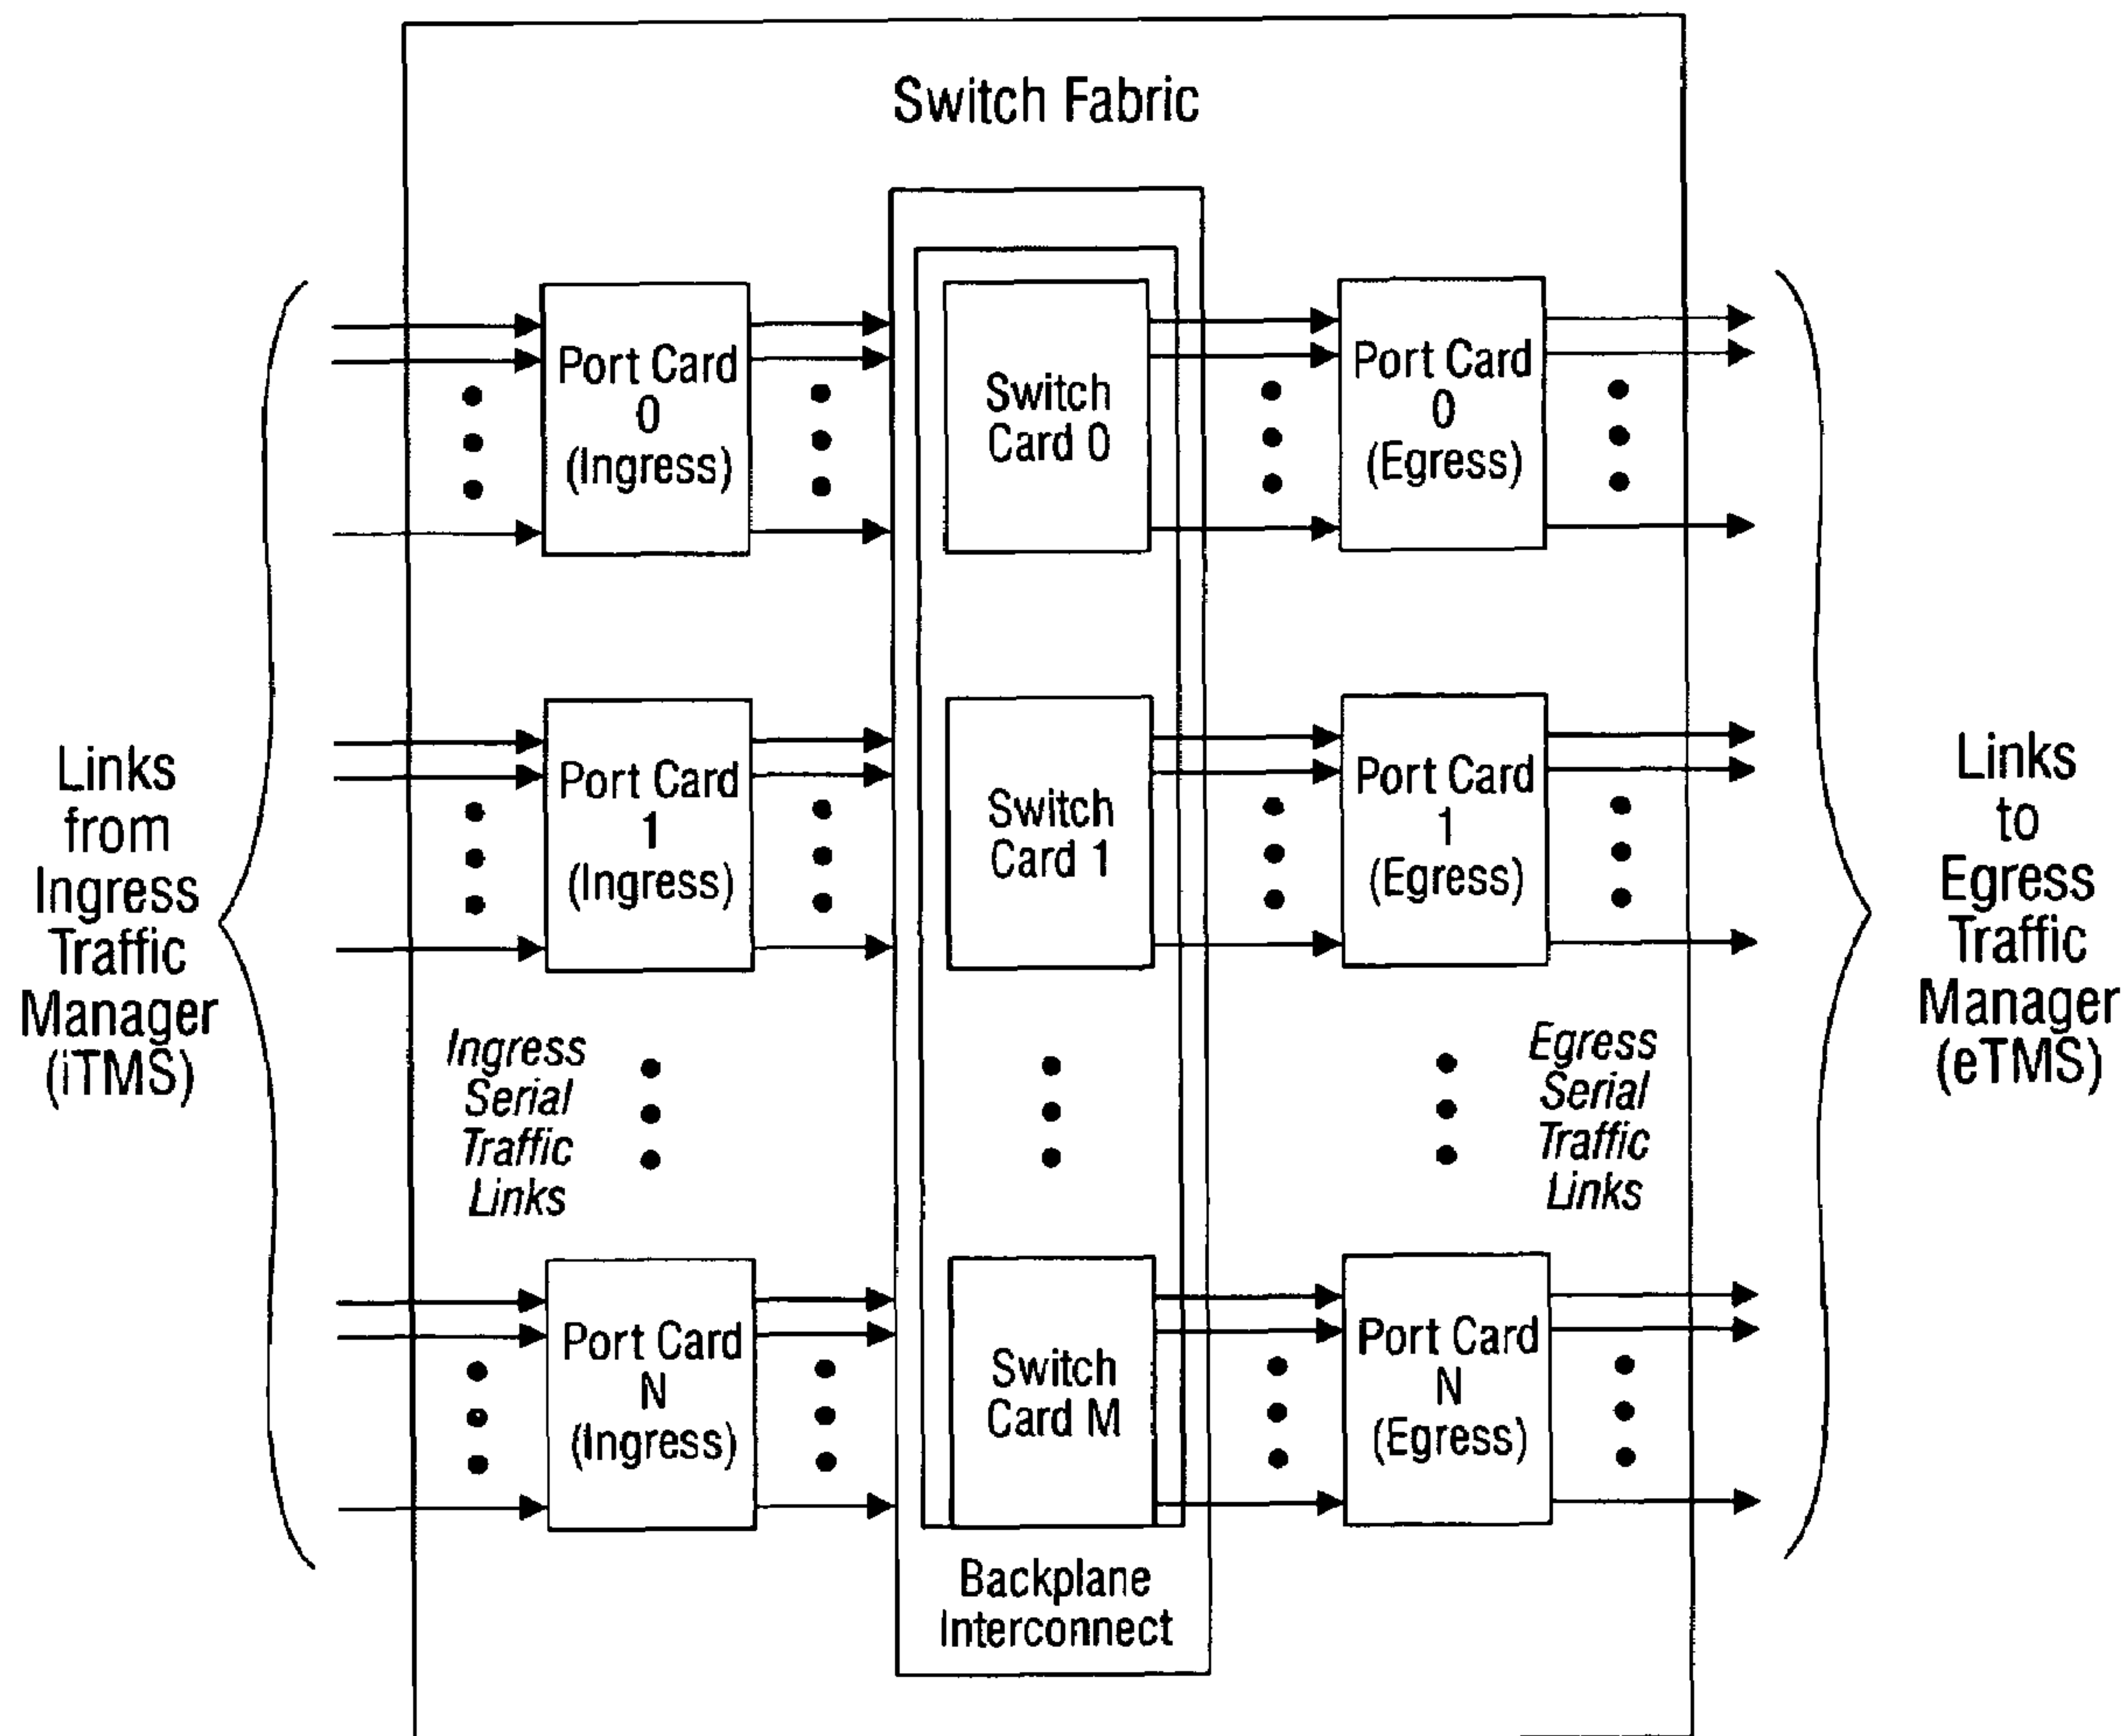 Switch Fabric
Links
from
Ingress
Traffic
Manager
(iTMS)
Port Card
0
(Ingress)
Switch
Card 0
Port Card
0
(Egress)
Port Card
1
(Ingress)
Switch
Card 1
Port Card
1
(Egress)
Links
to
Egress
Traffic
Manager
(eTMS)
Ingress
Serial
Traffic
Links
Egress
Serial
Traffic
Links
Port Card
N
(Ingress)
Switch
Card M
Port Card
N
(Egress)
Backplane
Interconnect